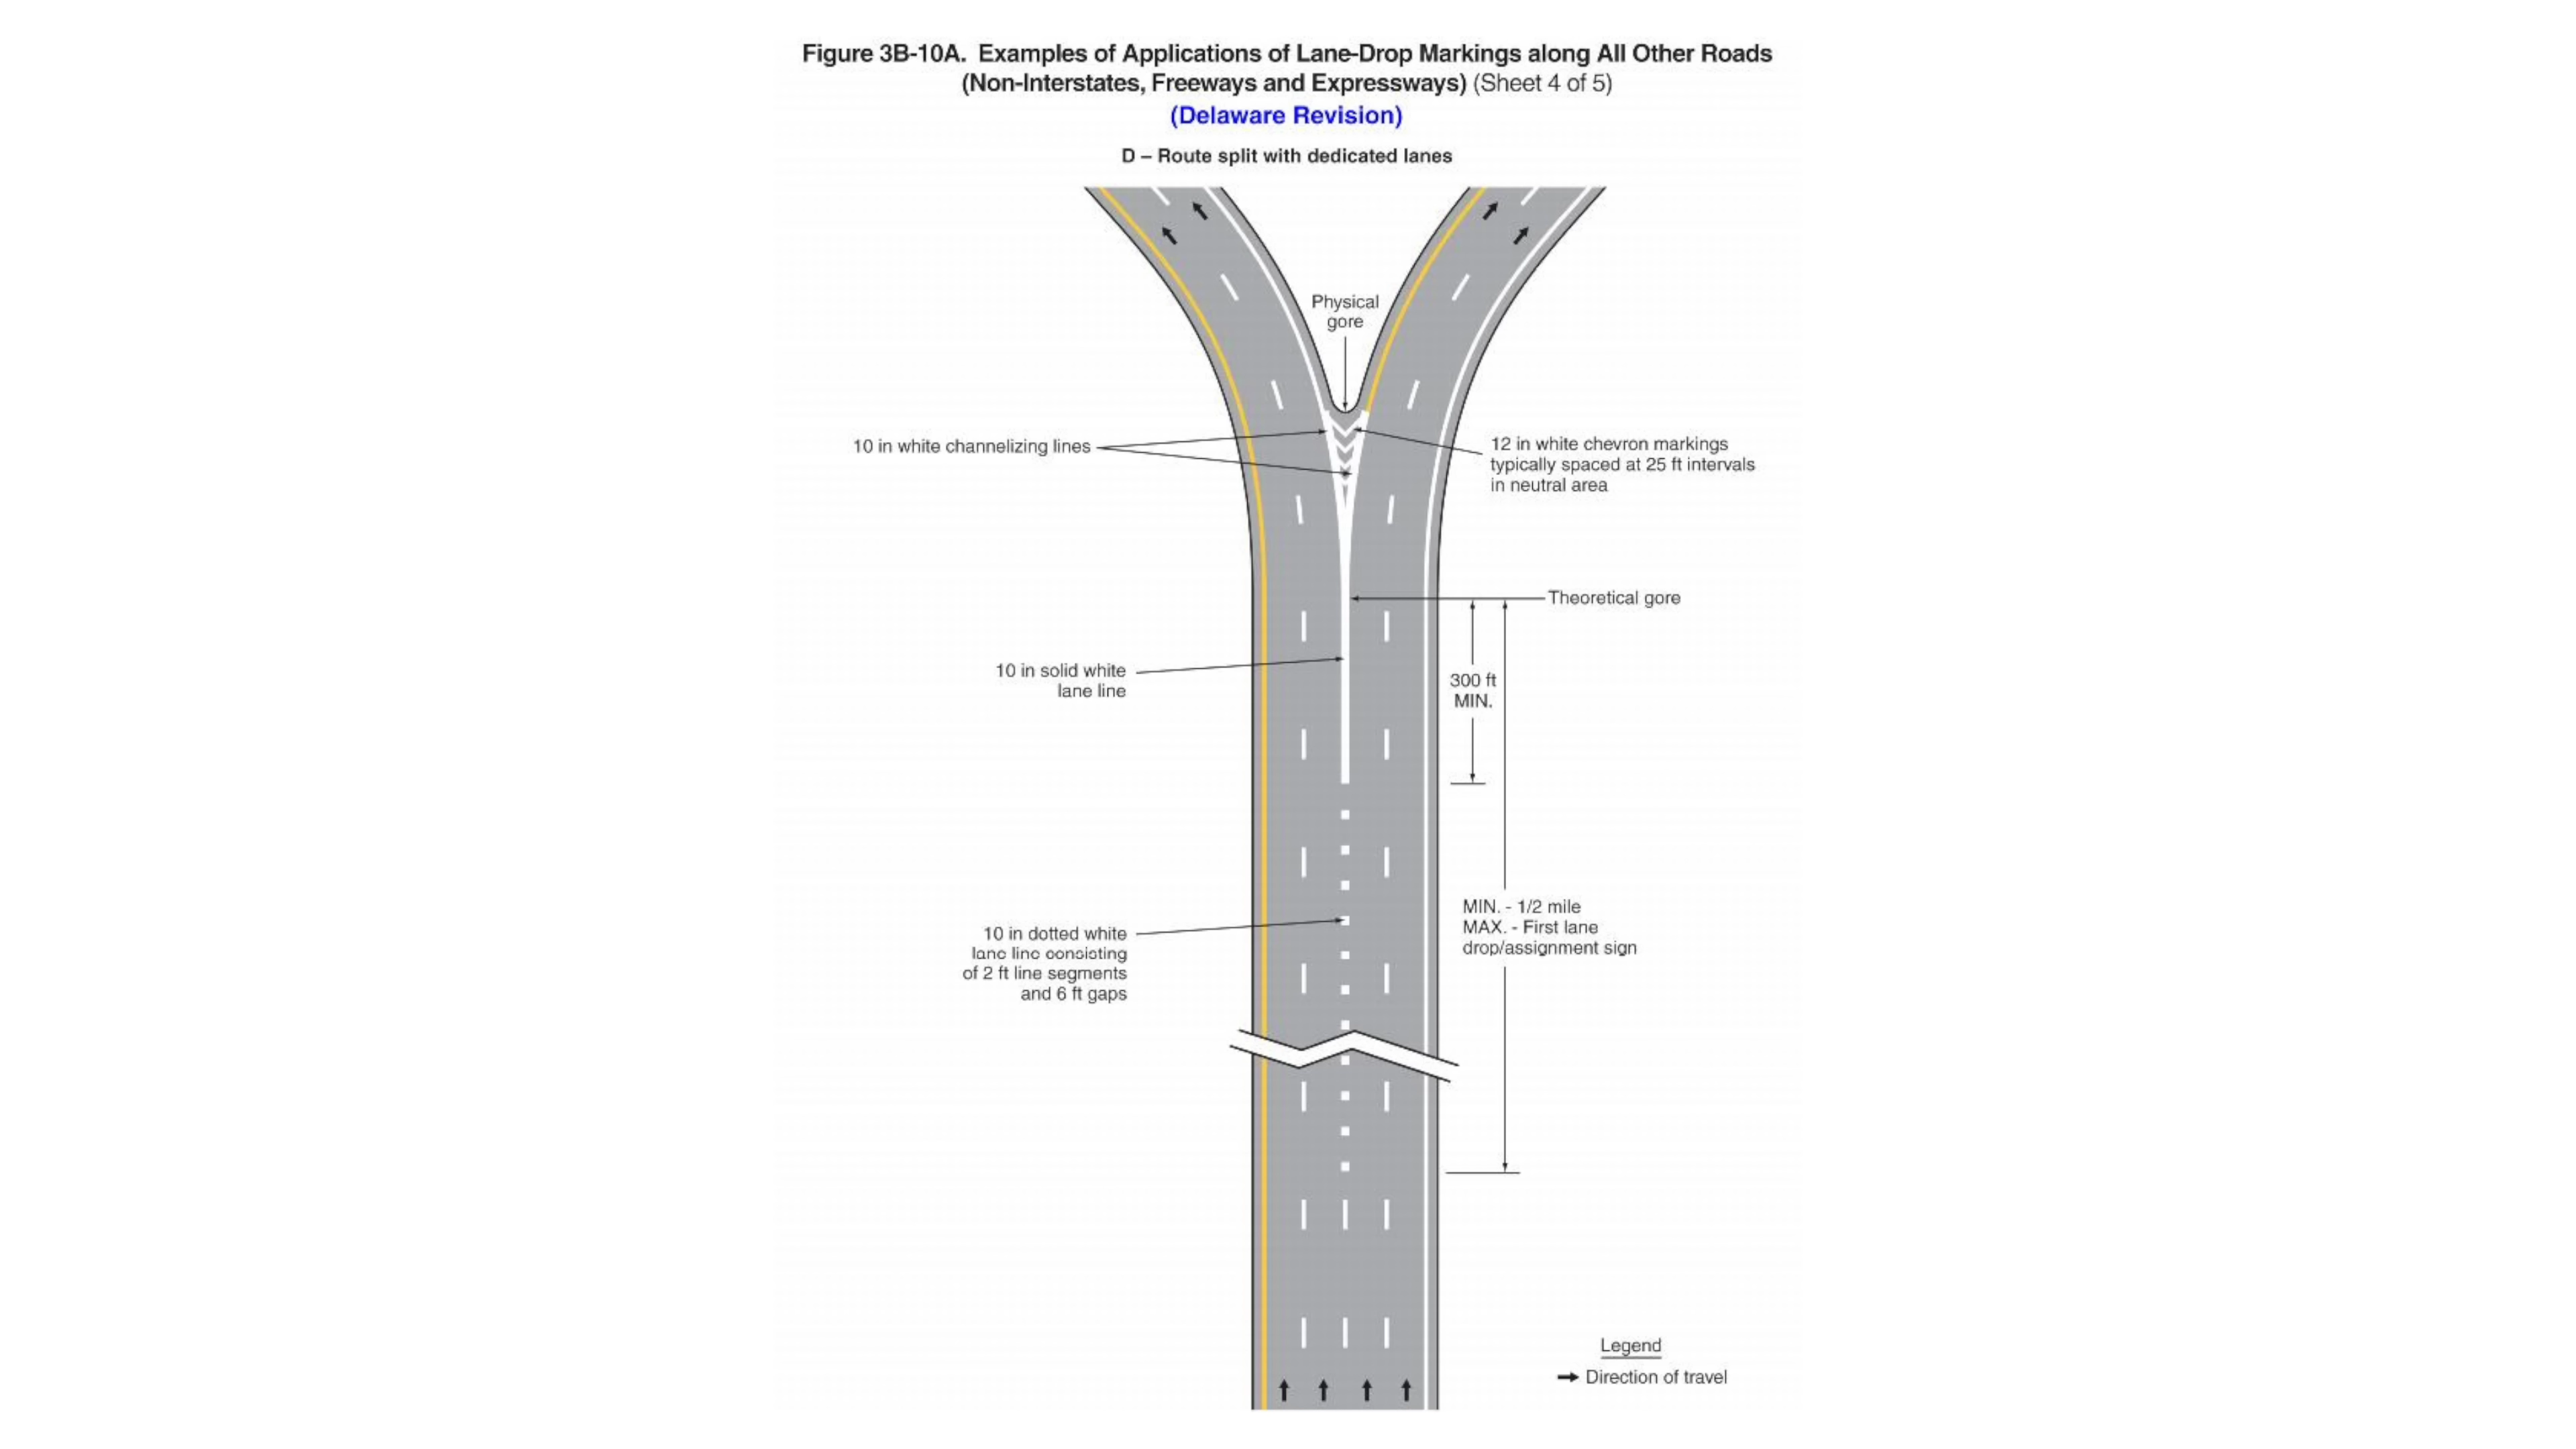 Figure 3B-10A. Examples of Applications of Lane-Drop Markings along All Other Roads
(Non-Interstates, Freeways and Expressways) (Sheet 4 of 5)
(Delaware Revision)
D – Route split with dedicated lanes
Physical
gore
10 in white channelizing lines
12 in white chevron markings
typically spaced at 25 ft intervals
in neutral area
Theoretical gore
10 in solid white
lane line
300 ft
MIN.
MIN. - 1/2 mile
MAX. - First lane
drop/assignment sign
10 in dotted white
lane line consisting
of 2 ft line segments
and 6 ft gaps
Legend
Direction of travel